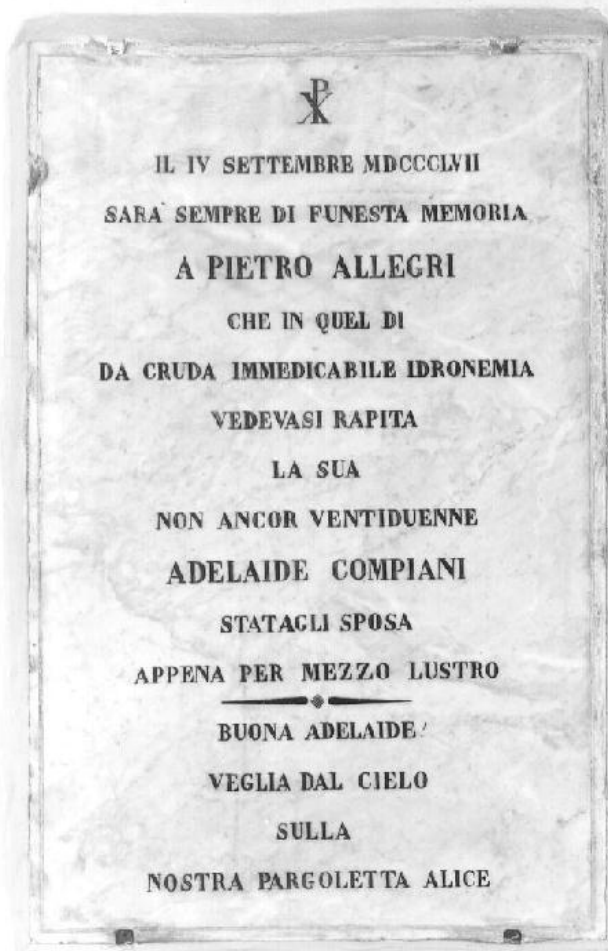 ☧
IL IV SETTEMBRE MDCCCLVII
SARA` SEMPRE DI FUNESTA MEMORIA
A PIETRO ALLEGRI
CHE IN QUEL DI
DA CRUDA IMMEDICABILE IDRONEMIA
VEDEVASI RAPITA
LA SUA
NON ANCOR VENTIDUENNE
ADELAIDE COMPIANI
STATAGLI SPOSA
APPENA PER MEZZO LUSTRO
BUONA ADELAIDE!
VEGLIA DAL CIELO
SULLA
NOSTRA PARGOLETTA ALICE